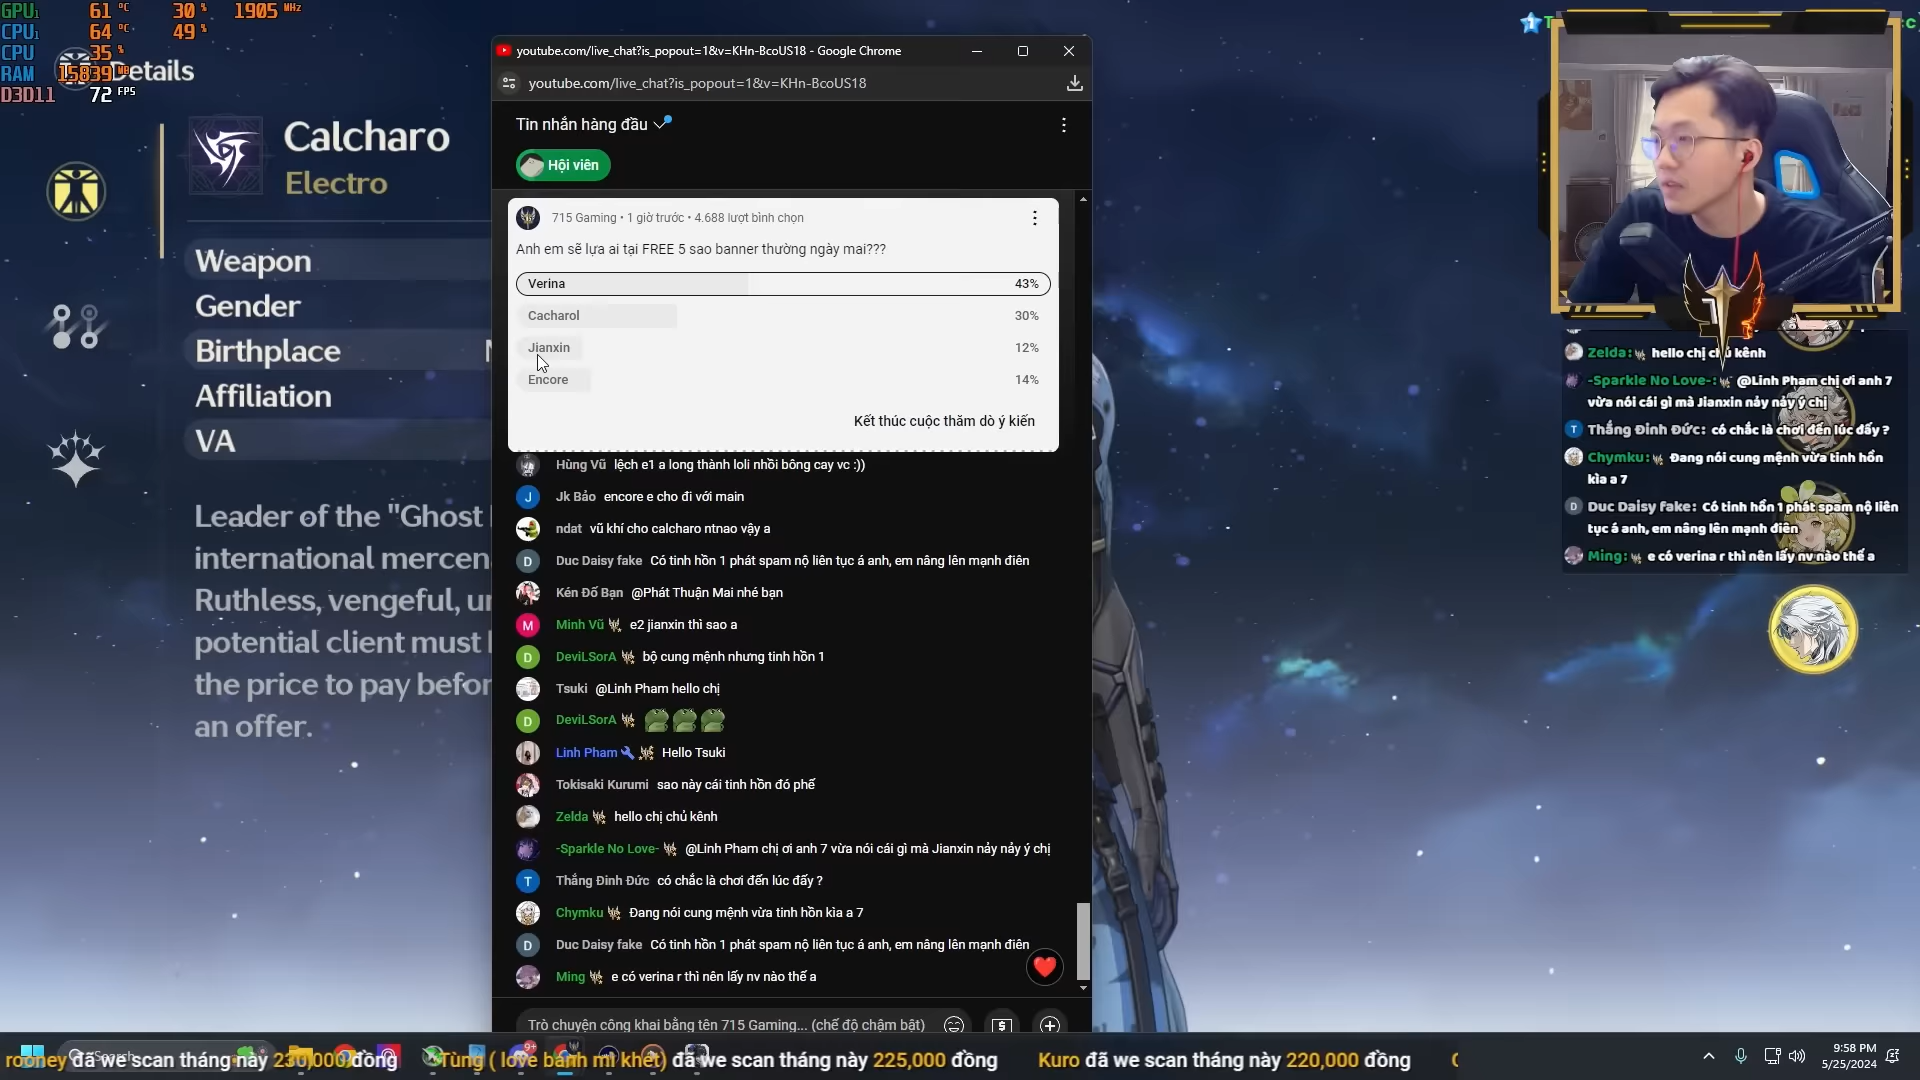 GPU₁ 61 °C 30 % 1905 MHz
CPU₁ 64 °C 49 %
CPU 35 %
RAM 15839 MB
D3D11 72 FPS
Details
Calcharo
Electro
Weapon
Gender
Birthplace
Affiliation
VA
Leader of the "Ghost
international mercen
Ruthless, vengeful, un
potential client must
the price to pay befor
an offer.
youtube.com/live_chat?is_popout=1&v=KHn-BcoUS18 - Google Chrome
youtube.com/live_chat?is_popout=1&v=KHn-BcoUS18
Tin nhắn hàng đầu
Hội viên
715 Gaming • 1 giờ trước • 4.688 lượt bình chọn
Anh em sẽ lựa ai tại FREE 5 sao banner thường ngày mai???
Verina 43%
Cacharol 30%
Jianxin 12%
Encore 14%
Kết thúc cuộc thăm dò ý kiến
Hùng Vũ lệch e1 a long thành loli nhồi bông cay vc :))
J Jk Bảo encore e cho đi với main
ndat vũ khí cho calcharo ntnao vậy a
D Duc Daisy fake Có tinh hồn 1 phát spam nộ liên tục á anh, em nâng lên mạnh điên
Kén Đố Bạn @Phát Thuận Mai nhé bạn
M Minh Vũ e2 jianxin thì sao a
D DeviLSorA bộ cung mệnh nhưng tinh hồn 1
Tsuki @Linh Pham hello chị
D DeviLSorA
Linh Pham Hello Tsuki
Tokisaki Kurumi sao này cái tinh hồn đó phế
Zelda hello chị chủ kênh
-Sparkle No Love- @Linh Pham chị ơi anh 7 vừa nói cái gì mà Jianxin nảy nảy ý chị
T Thắng Đinh Đức có chắc là chơi đến lúc đấy ?
Chymku Đang nói cung mệnh vừa tinh hồn kìa a 7
D Duc Daisy fake Có tinh hồn 1 phát spam nộ liên tục á anh, em nâng lên mạnh điên
Ming e có verina r thì nên lấy nv nào thế a
Trò chuyện công khai bằng tên 715 Gaming... (chế độ chậm bật)
Zelda: hello chị chủ kênh
-Sparkle No Love-: @Linh Pham chị ơi anh 7
vừa nói cái gì mà Jianxin nảy nảy ý chị
T Thắng Đinh Đức: có chắc là chơi đến lúc đấy ?
Chymku: Đang nói cung mệnh vừa tinh hồn
kìa a 7
D Duc Daisy fake: Có tinh hồn 1 phát spam nộ liên
tục á anh, em nâng lên mạnh điên
Ming: e có verina r thì nên lấy nv nào thế a
rooney đã we scan tháng này 230,000 đồng Tùng ( love bánh mì khét) đã we scan tháng này 225,000 đồng Kuro đã we scan tháng này 220,000 đồng
9:58 PM
5/25/2024